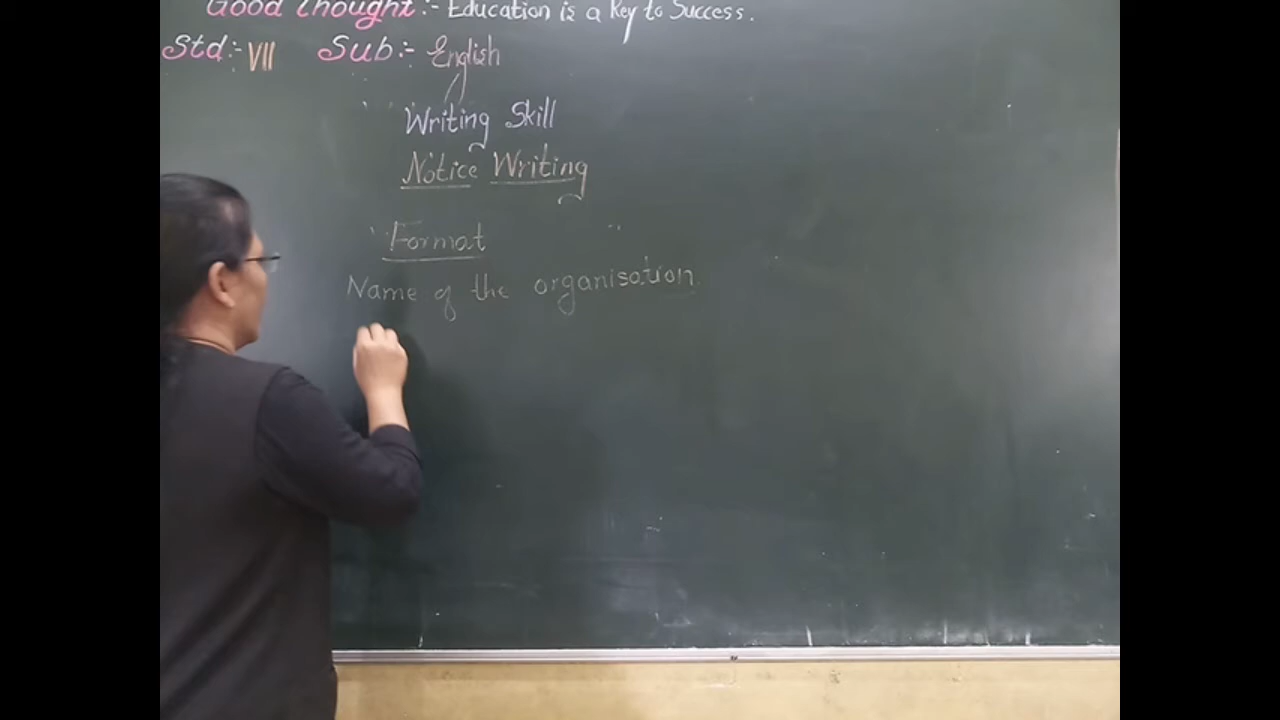 Good Thought:- Education is a Key to Success.
Std:- VII Sub:- English
Writing Skill
Notice Writing
Format
Name of the organisation